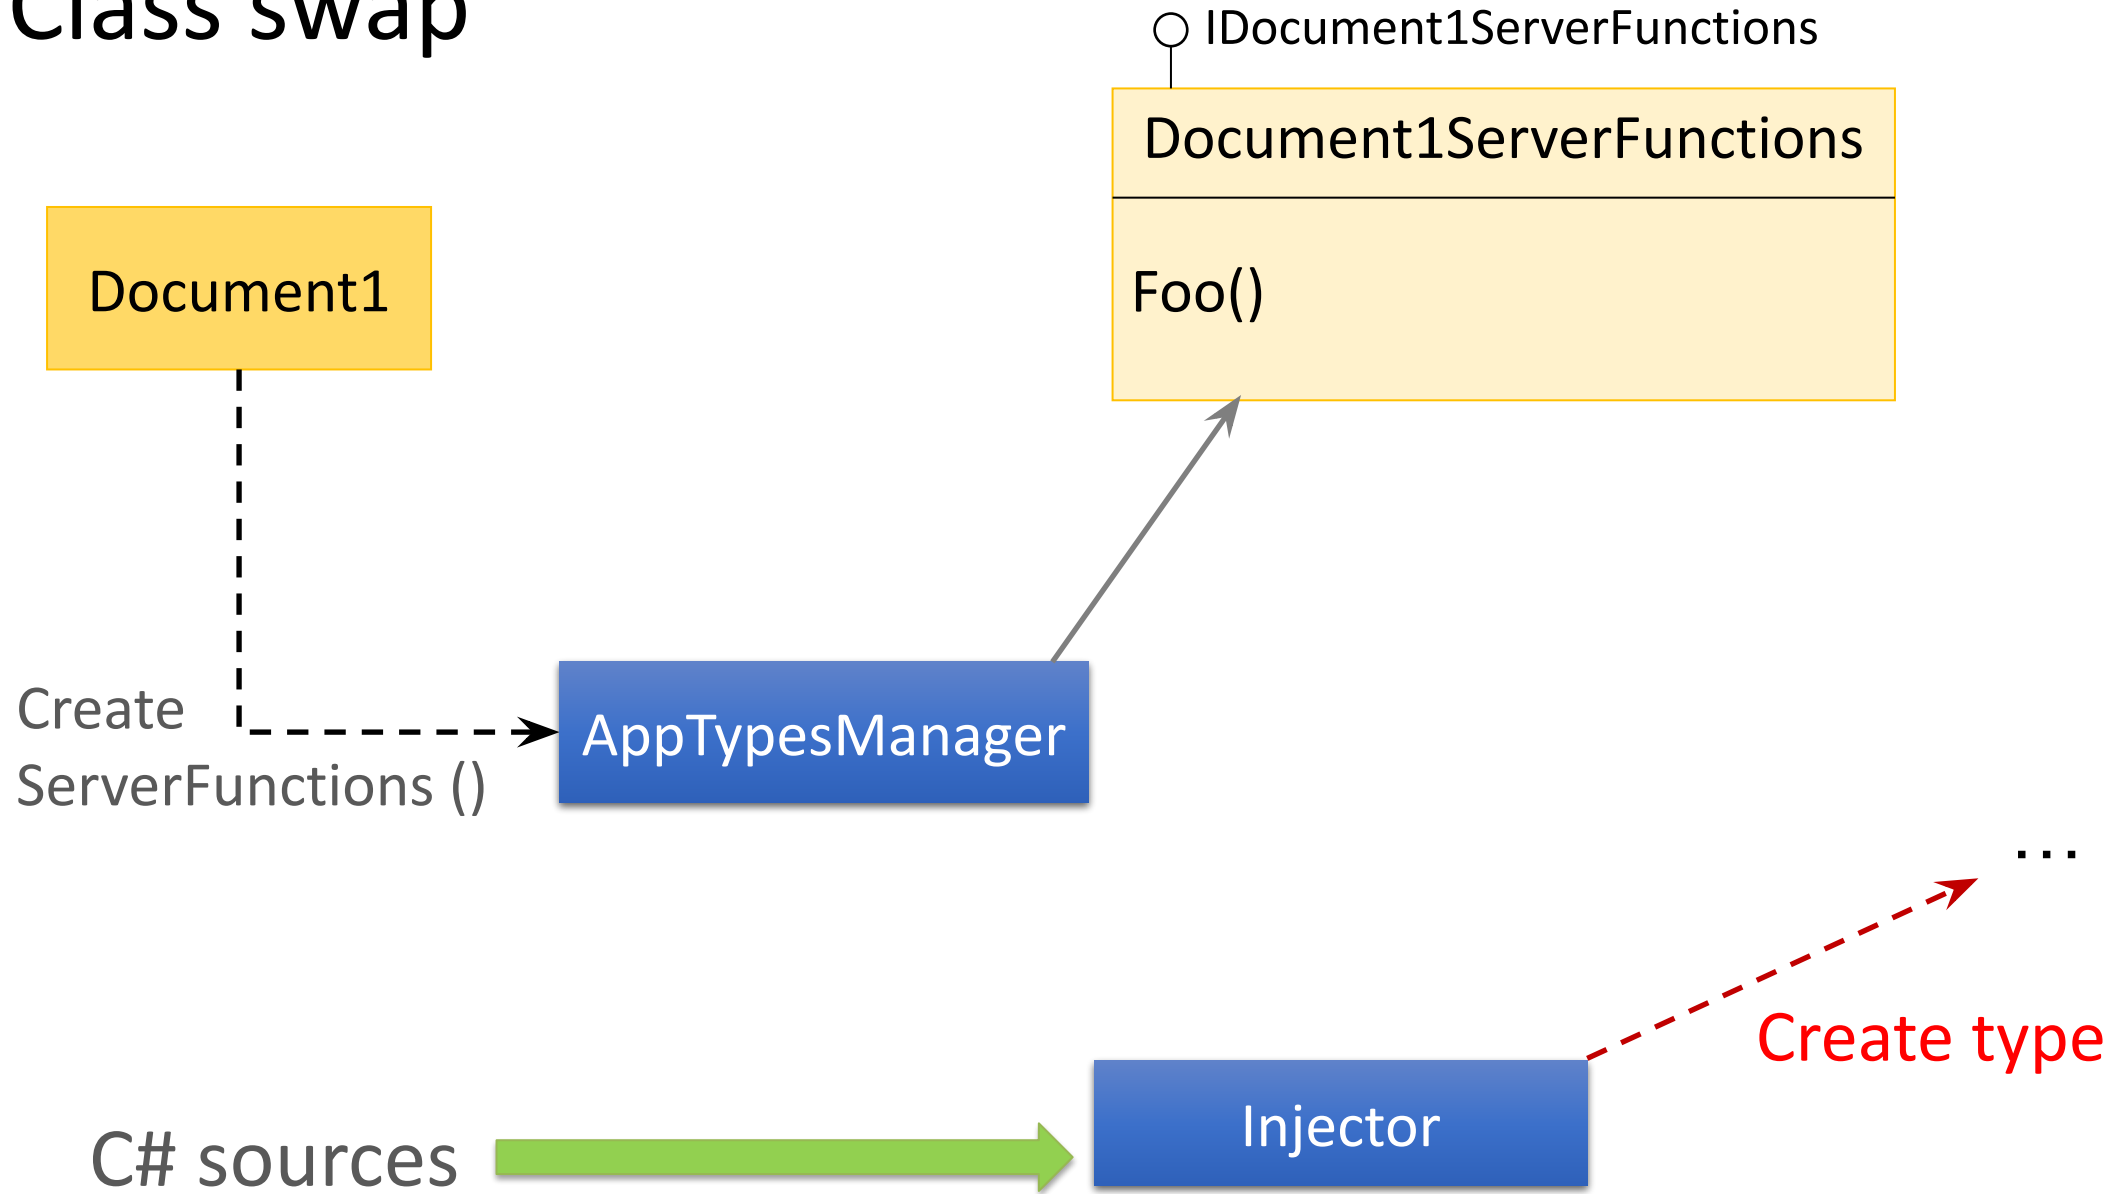 Class swap
IDocument1ServerFunctions
Document1ServerFunctions
Document1
Foo()
Create
ServerFunctions ()
AppTypesManager
...
Create type
Injector
C# sources